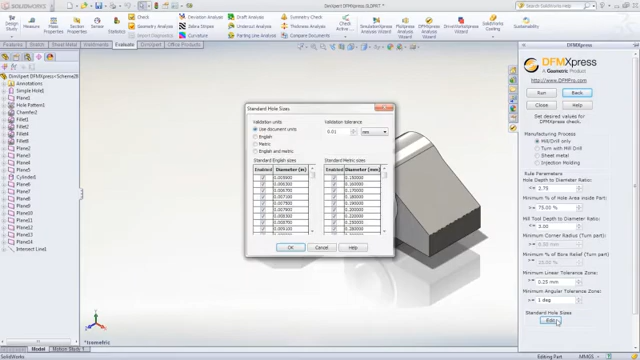 SOLIDWORKS
DimXpress forearm GL.SLDPRT
Check
Deviation Analysis
Draft Analysis
Symmetry Check
Measure
Mass Properties
Section Properties
Sensor
Import Diagnostics
Zebra Stripes
Undercut Analysis
Thickness Analysis
Curvature
Parting Line Analysis
Compare Documents
SimulationXpress Analysis Wizard
FloXpress Analysis Wizard
DFMXpress Analysis Wizard
DriveWorksXpress Wizard
SolidWorks Costing
Sustainability
Features
Sketch
Sheet Metal
Weldments
Evaluate
DimXpert
Office Products
DFMXpress
DimXpert DFMXpress<Scheme2
Annotations
Simple Hole1
Plane2
Plane1
Hole Pattern1
Chamfer2
Fillet1
Fillet2
Fillet4
Plane3
Plane4
Plane5
Cylinder6
Plane6
Plane7
Plane8
Plane9
Plane10
Plane11
Plane12
Plane13
Plane14
Intersect Line1
Standard Hole Sizes
Validation units
Use document units
English
Metric
English and metric
Validation tolerance
0.01
mm
Standard English sizes
Enabled
Diameter (in)
0.005900
0.006300
0.006700
0.007100
0.007500
0.007900
0.008300
0.008700
0.009100
Standard Metric sizes
Enabled
Diameter (mm)
0.150000
0.160000
0.170000
0.180000
0.190000
0.200000
0.220000
0.250000
0.280000
OK
Cancel
Help
DFMXpress
A Geometric Product
www.DFMPro.com
Run
Back
Close
Help
Set desired values for DFMXpress check.
Manufacturing Process
Mill/Drill only
Turn with Mill Drill
Sheet metal
Injection Molding
Rule Parameters
Hole Depth to Diameter Ratio:
<= 2.75
Minimum % of Hole Area inside Part:
>= 75.00 %
Mill Tool Depth to Diameter Ratio:
<= 3.00
Minimum Corner Radius (Turn part)
Minimum % of Bore Relief (Turn part)
Minimum Linear Tolerance Zone:
>= 0.25 mm
Minimum Angular Tolerance Zone:
>= 1 deg
Standard Hole Sizes
Edit
*Isometric
Model
Motion Study 1
Editing Part
MMGS